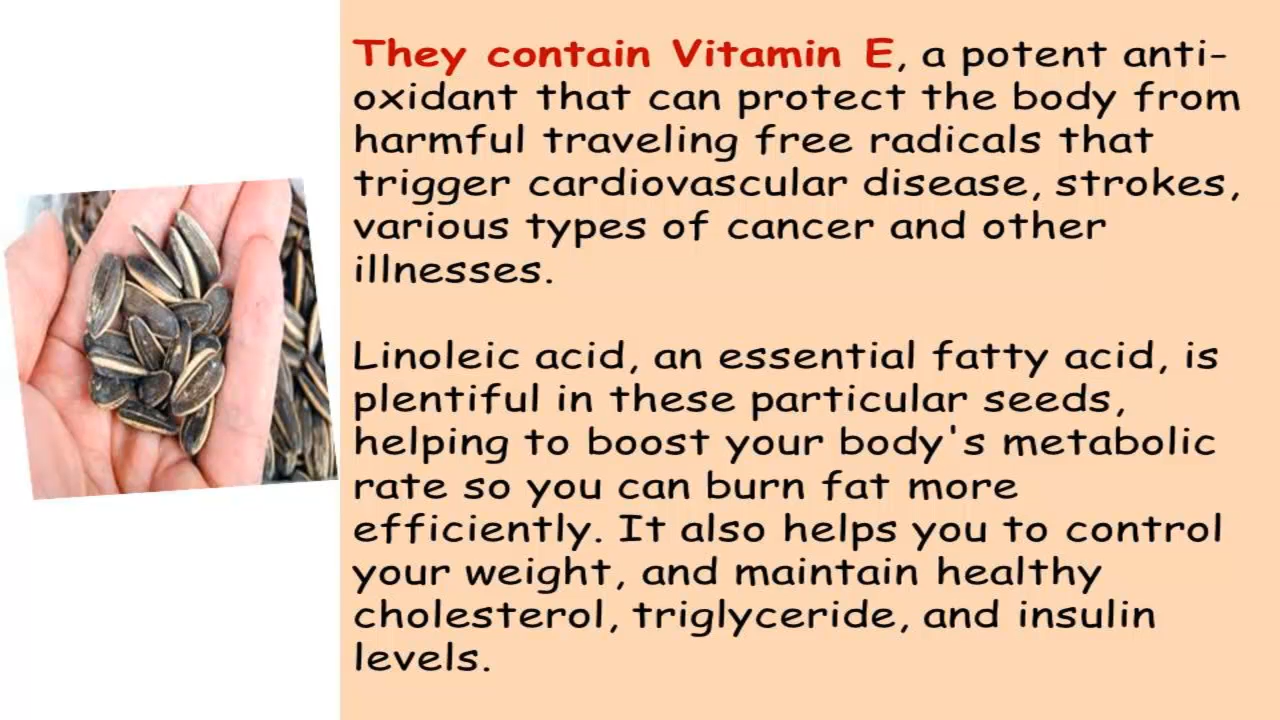 They contain Vitamin E, a potent anti-
oxidant that can protect the body from
harmful traveling free radicals that
trigger cardiovascular disease, strokes,
various types of cancer and other
illnesses.
Linoleic acid, an essential fatty acid, is
plentiful in these particular seeds,
helping to boost your body's metabolic
rate so you can burn fat more
efficiently. It also helps you to control
your weight, and maintain healthy
cholesterol, triglyceride, and insulin
levels.